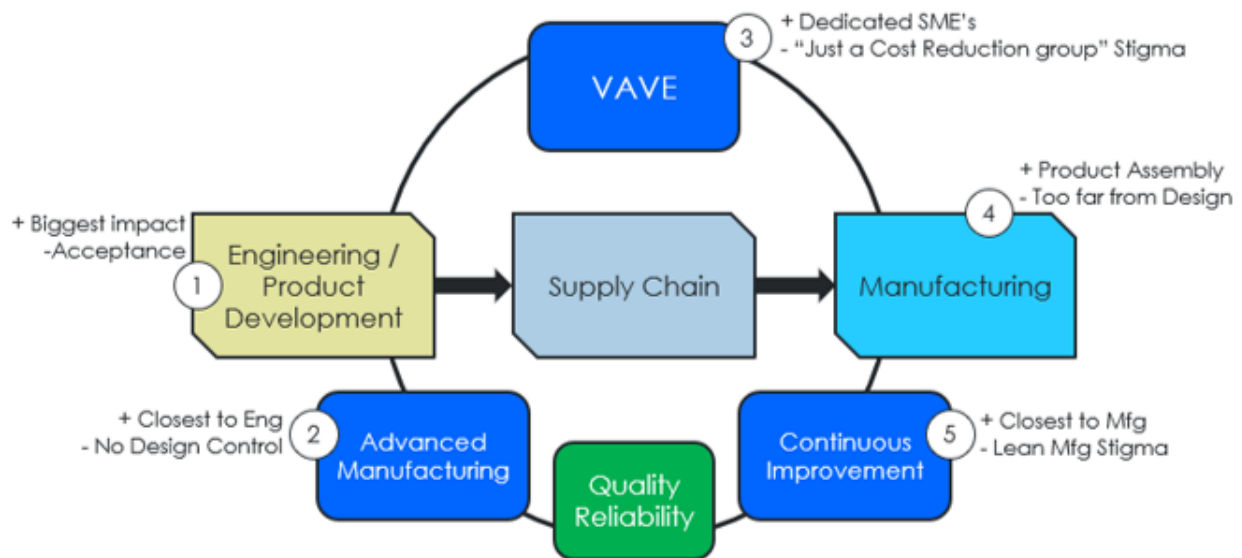 + Dedicated SME's
- “Just a Cost Reduction group” Stigma
3
VAVE
+ Product Assembly
- Too far from Design
4
+ Biggest impact
-Acceptance
1
Engineering /
Product
Development
Supply Chain
Manufacturing
+ Closest to Eng
- No Design Control
2
Advanced
Manufacturing
Quality
Reliability
Continuous
Improvement
5
+ Closest to Mfg
- Lean Mfg Stigma